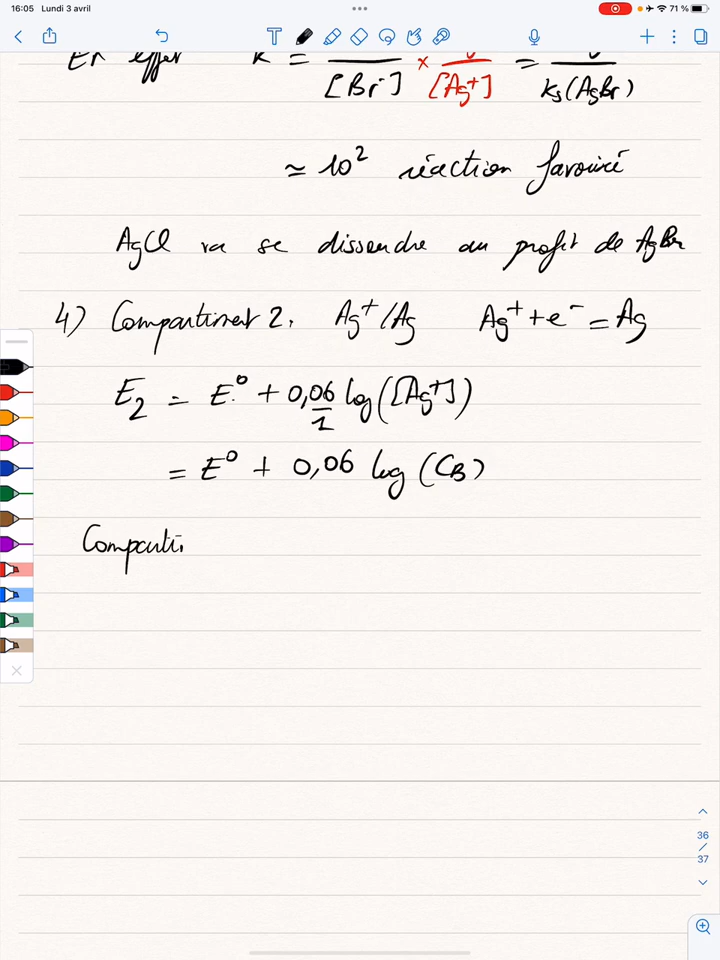 16:05 Lundi 3 avril
71 %
En effet K = / [Br-] × / [Ag+] = / Ks(AgBr)
≃ 10² réaction favorisé
AgCl va se dissoudre au profit de AgBr
4) Compartiment 2. Ag⁺/Ag Ag⁺ + e⁻ = Ag
E₂ = E.° + 0,06/1 log([Ag⁺])
= E° + 0,06 log (CB)
Comparti.
36
/
37